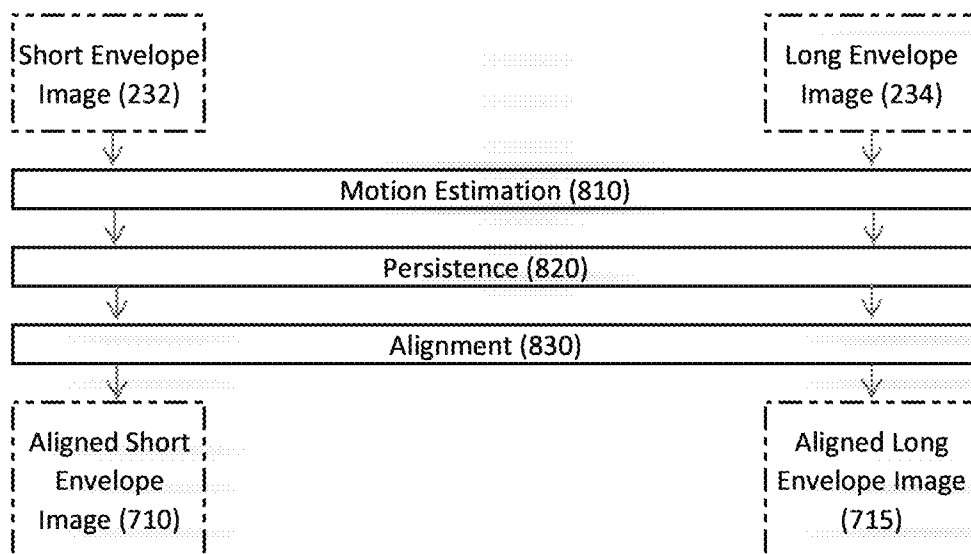 Short Envelope
Image (232)
Long Envelope
Image (234)
Motion Estimation (810)
Persistence (820)
Alignment (830)
Aligned Short
Envelope
Image (710)
Aligned Long
Envelope Image
(715)